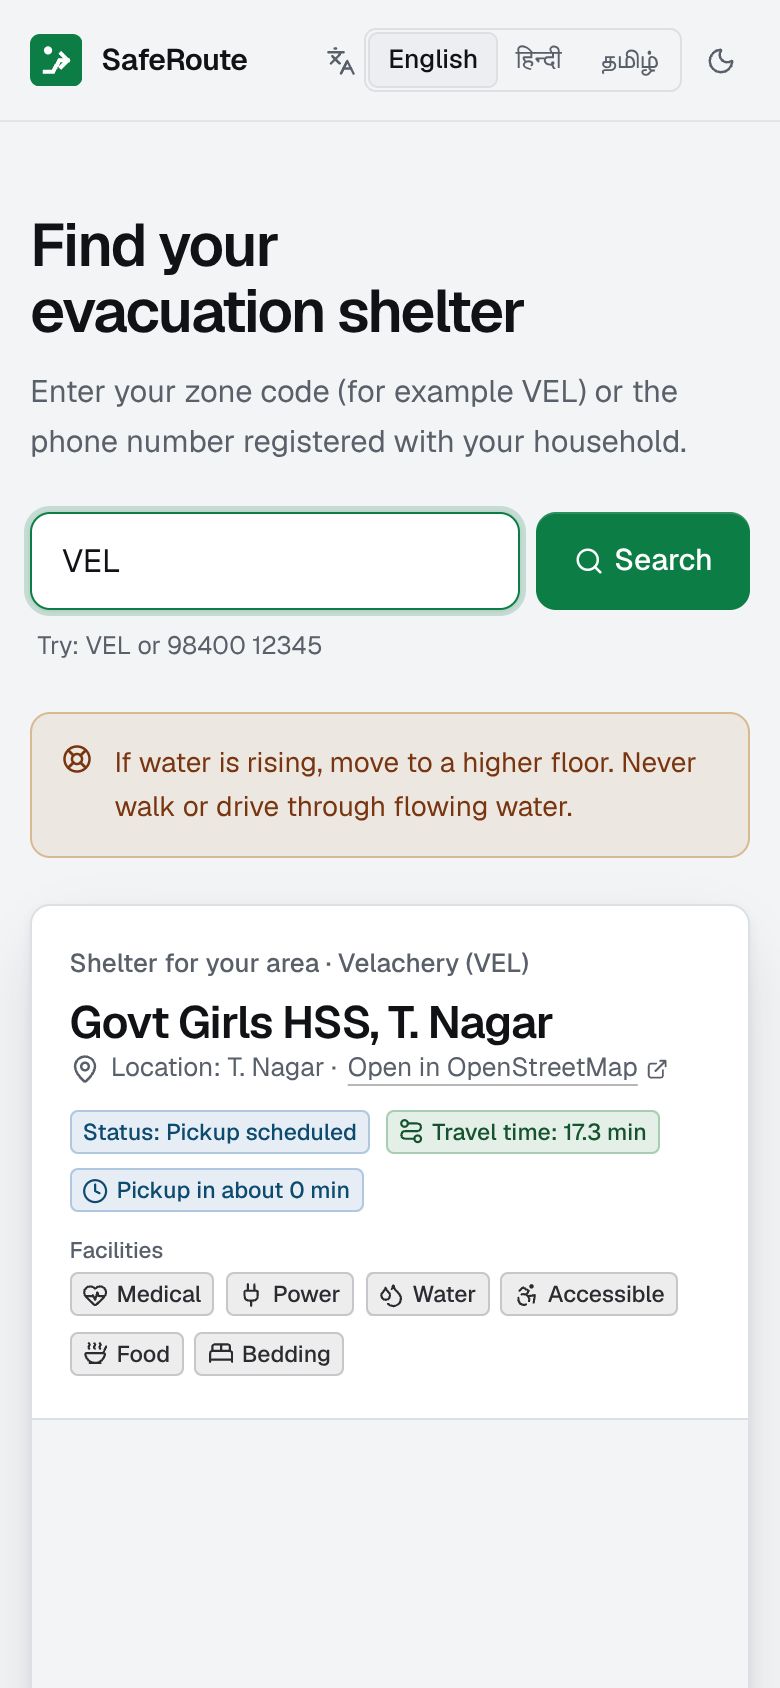 SafeRoute
English हिन्दी தமிழ்
Find your
evacuation shelter
Enter your zone code (for example VEL) or the
phone number registered with your household.
VEL
Search
Try: VEL or 98400 12345
If water is rising, move to a higher floor. Never
walk or drive through flowing water.
Shelter for your area · Velachery (VEL)
Govt Girls HSS, T. Nagar
Location: T. Nagar · Open in OpenStreetMap
Status: Pickup scheduled Travel time: 17.3 min
Pickup in about 0 min
Facilities
Medical Power Water Accessible
Food Bedding